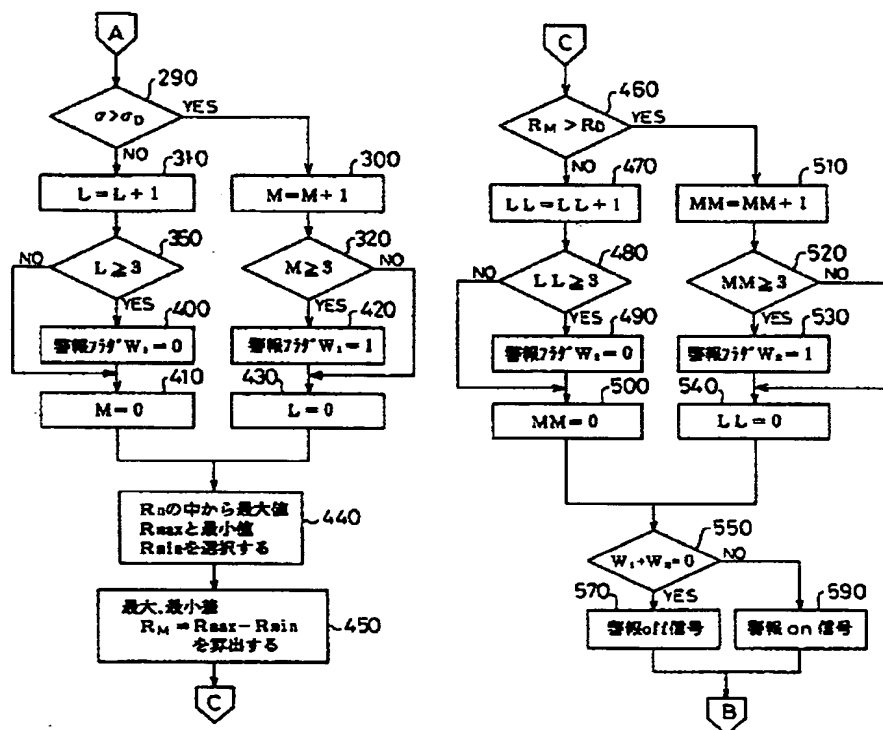 A
290
σ>σD
YES
NO
310
L=L+1
300
M=M+1
350
L≧3
NO
YES
320
M≧3
NO
YES
400
警報フラグW₁=0
420
警報フラグW₁=1
410
M=0
430
L=0
Rnの中から最大値
Rmaxと最小値
Rminを選択する
440
最大、最小値
RM=Rmax-Rmin
を算出する
450
C
C
460
RM>RD
YES
NO
470
LL=LL+1
510
MM=MM+1
480
LL≧3
NO
YES
520
MM≧3
NO
YES
490
警報フラグW₂=0
530
警報フラグW₂=1
500
MM=0
540
LL=0
550
W₁+W₂=0
NO
YES
570
警報off信号
590
警報on信号
B